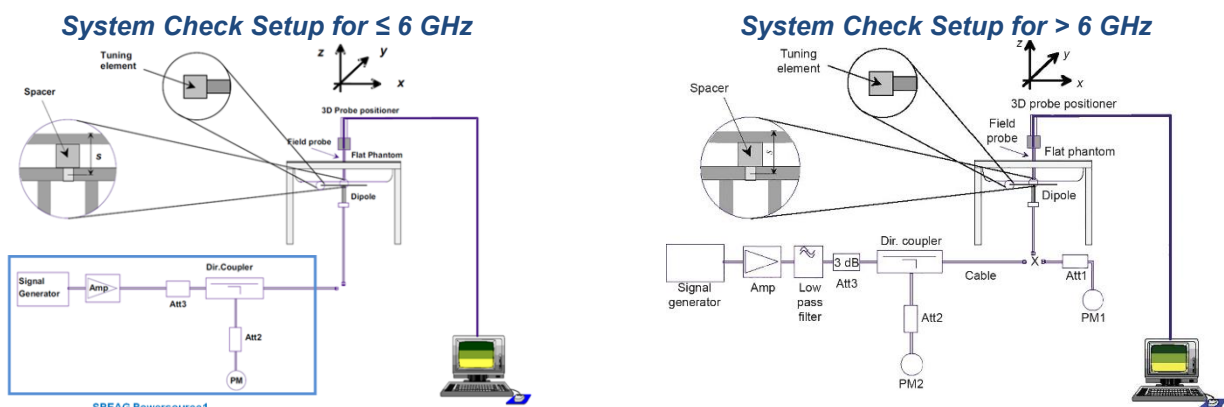 System Check Setup for ≤ 6 GHz
Tuning
element
z
y
x
Spacer
3D Probe positioner
Field probe
Flat Phantom
s
Dipole
Signal
Generator
Amp
Att3
Dir.Coupler
Att2
PM
SPEAG Powersource1
System Check Setup for > 6 GHz
Tuning
element
z
y
x
Spacer
3D probe positioner
Field
probe
Flat phantom
s
Dipole
Signal
generator
Amp
Low
pass
filter
3 dB
Att3
Dir. coupler
Cable
X
Att1
PM1
Att2
PM2